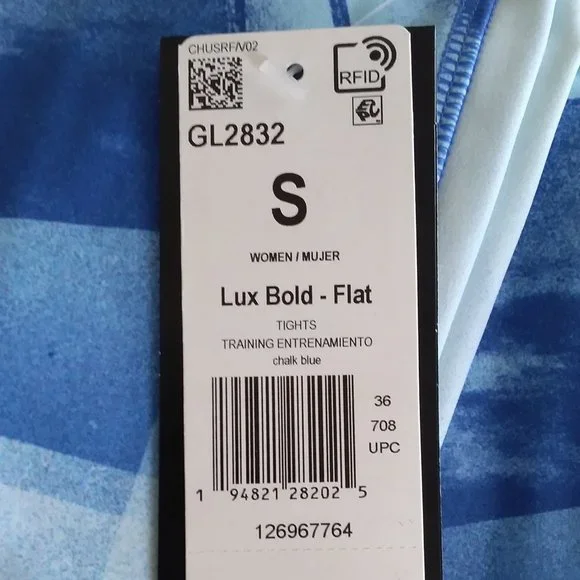 CHUSRF/V02
RFID
GL2832
S
WOMEN / MUJER
Lux Bold - Flat
TIGHTS
TRAINING ENTRENAMIENTO
chalk blue
36
708
UPC
1 94821 28202 5
126967764